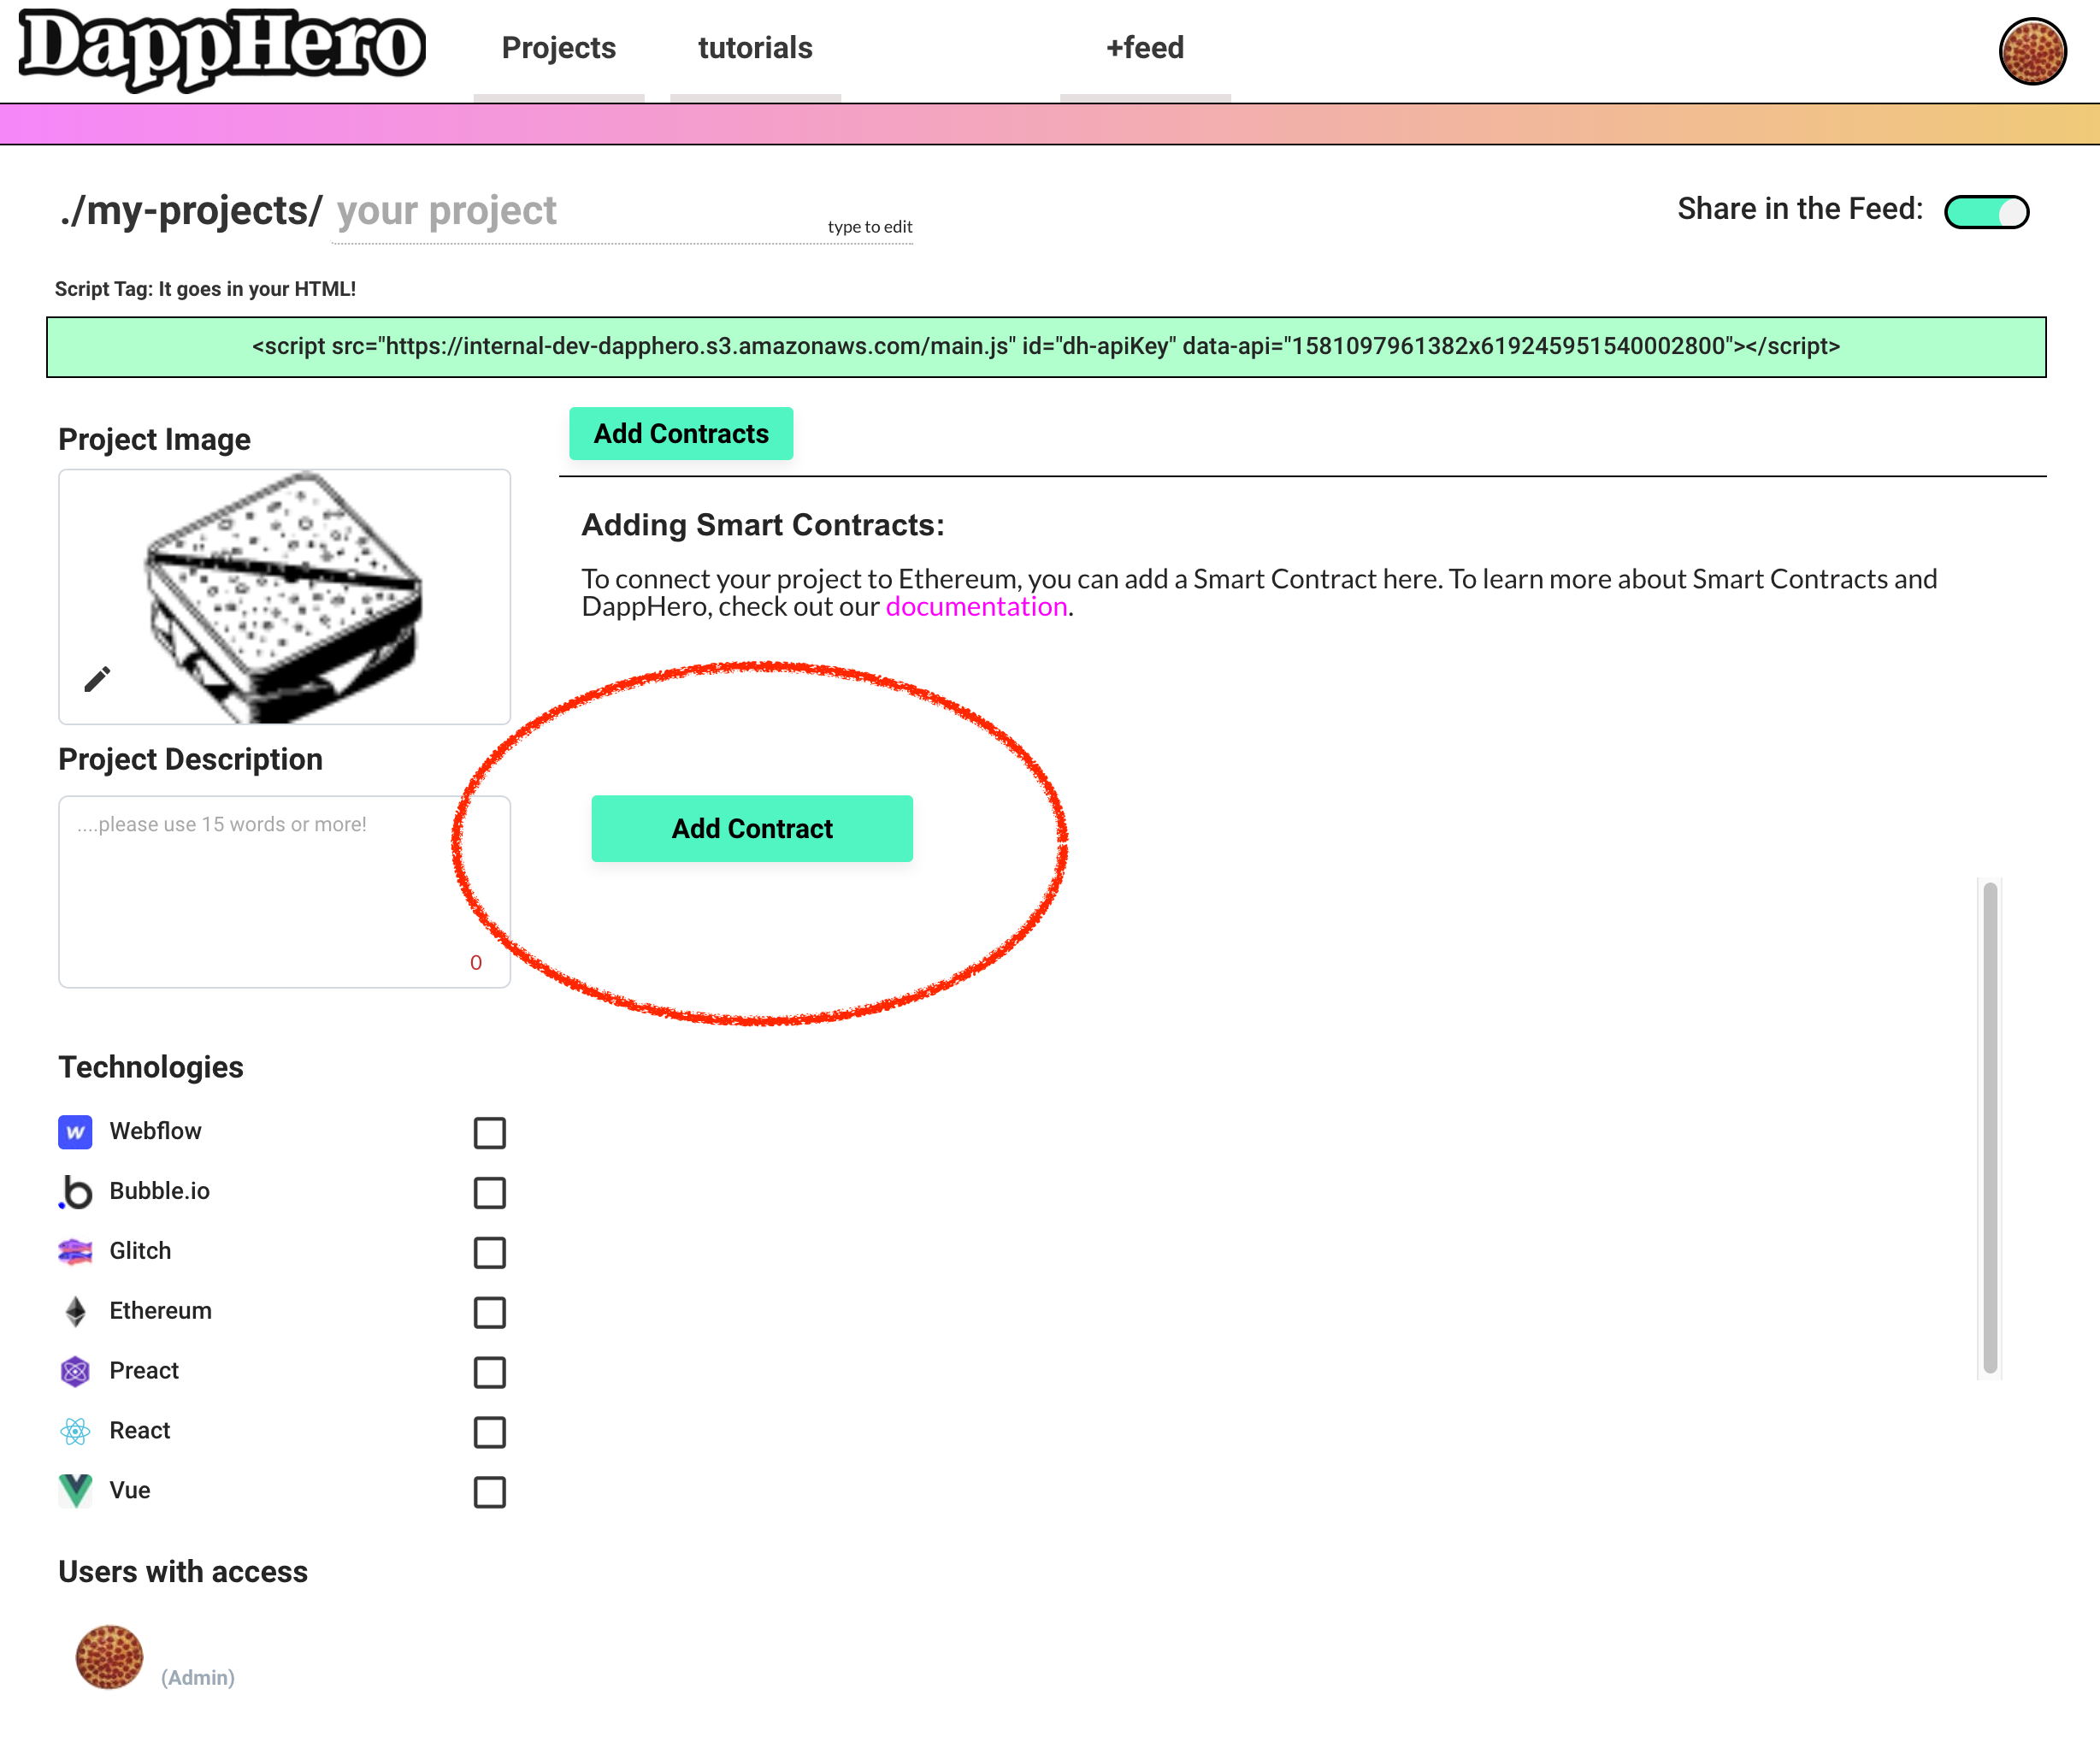 DappHero
Projects
tutorials
+feed
./my-projects/ your project
type to edit
Share in the Feed:
Script Tag: It goes in your HTML!
<script src="https://internal-dev-dapphero.s3.amazonaws.com/main.js" id="dh-apiKey" data-api="1581097961382x619245951540002800"></script>
Project Image
Add Contracts
Adding Smart Contracts:
To connect your project to Ethereum, you can add a Smart Contract here. To learn more about Smart Contracts and
DappHero, check out our documentation.
Project Description
....please use 15 words or more!
0
Add Contract
Technologies
Webflow
Bubble.io
Glitch
Ethereum
Preact
React
Vue
Users with access
(Admin)